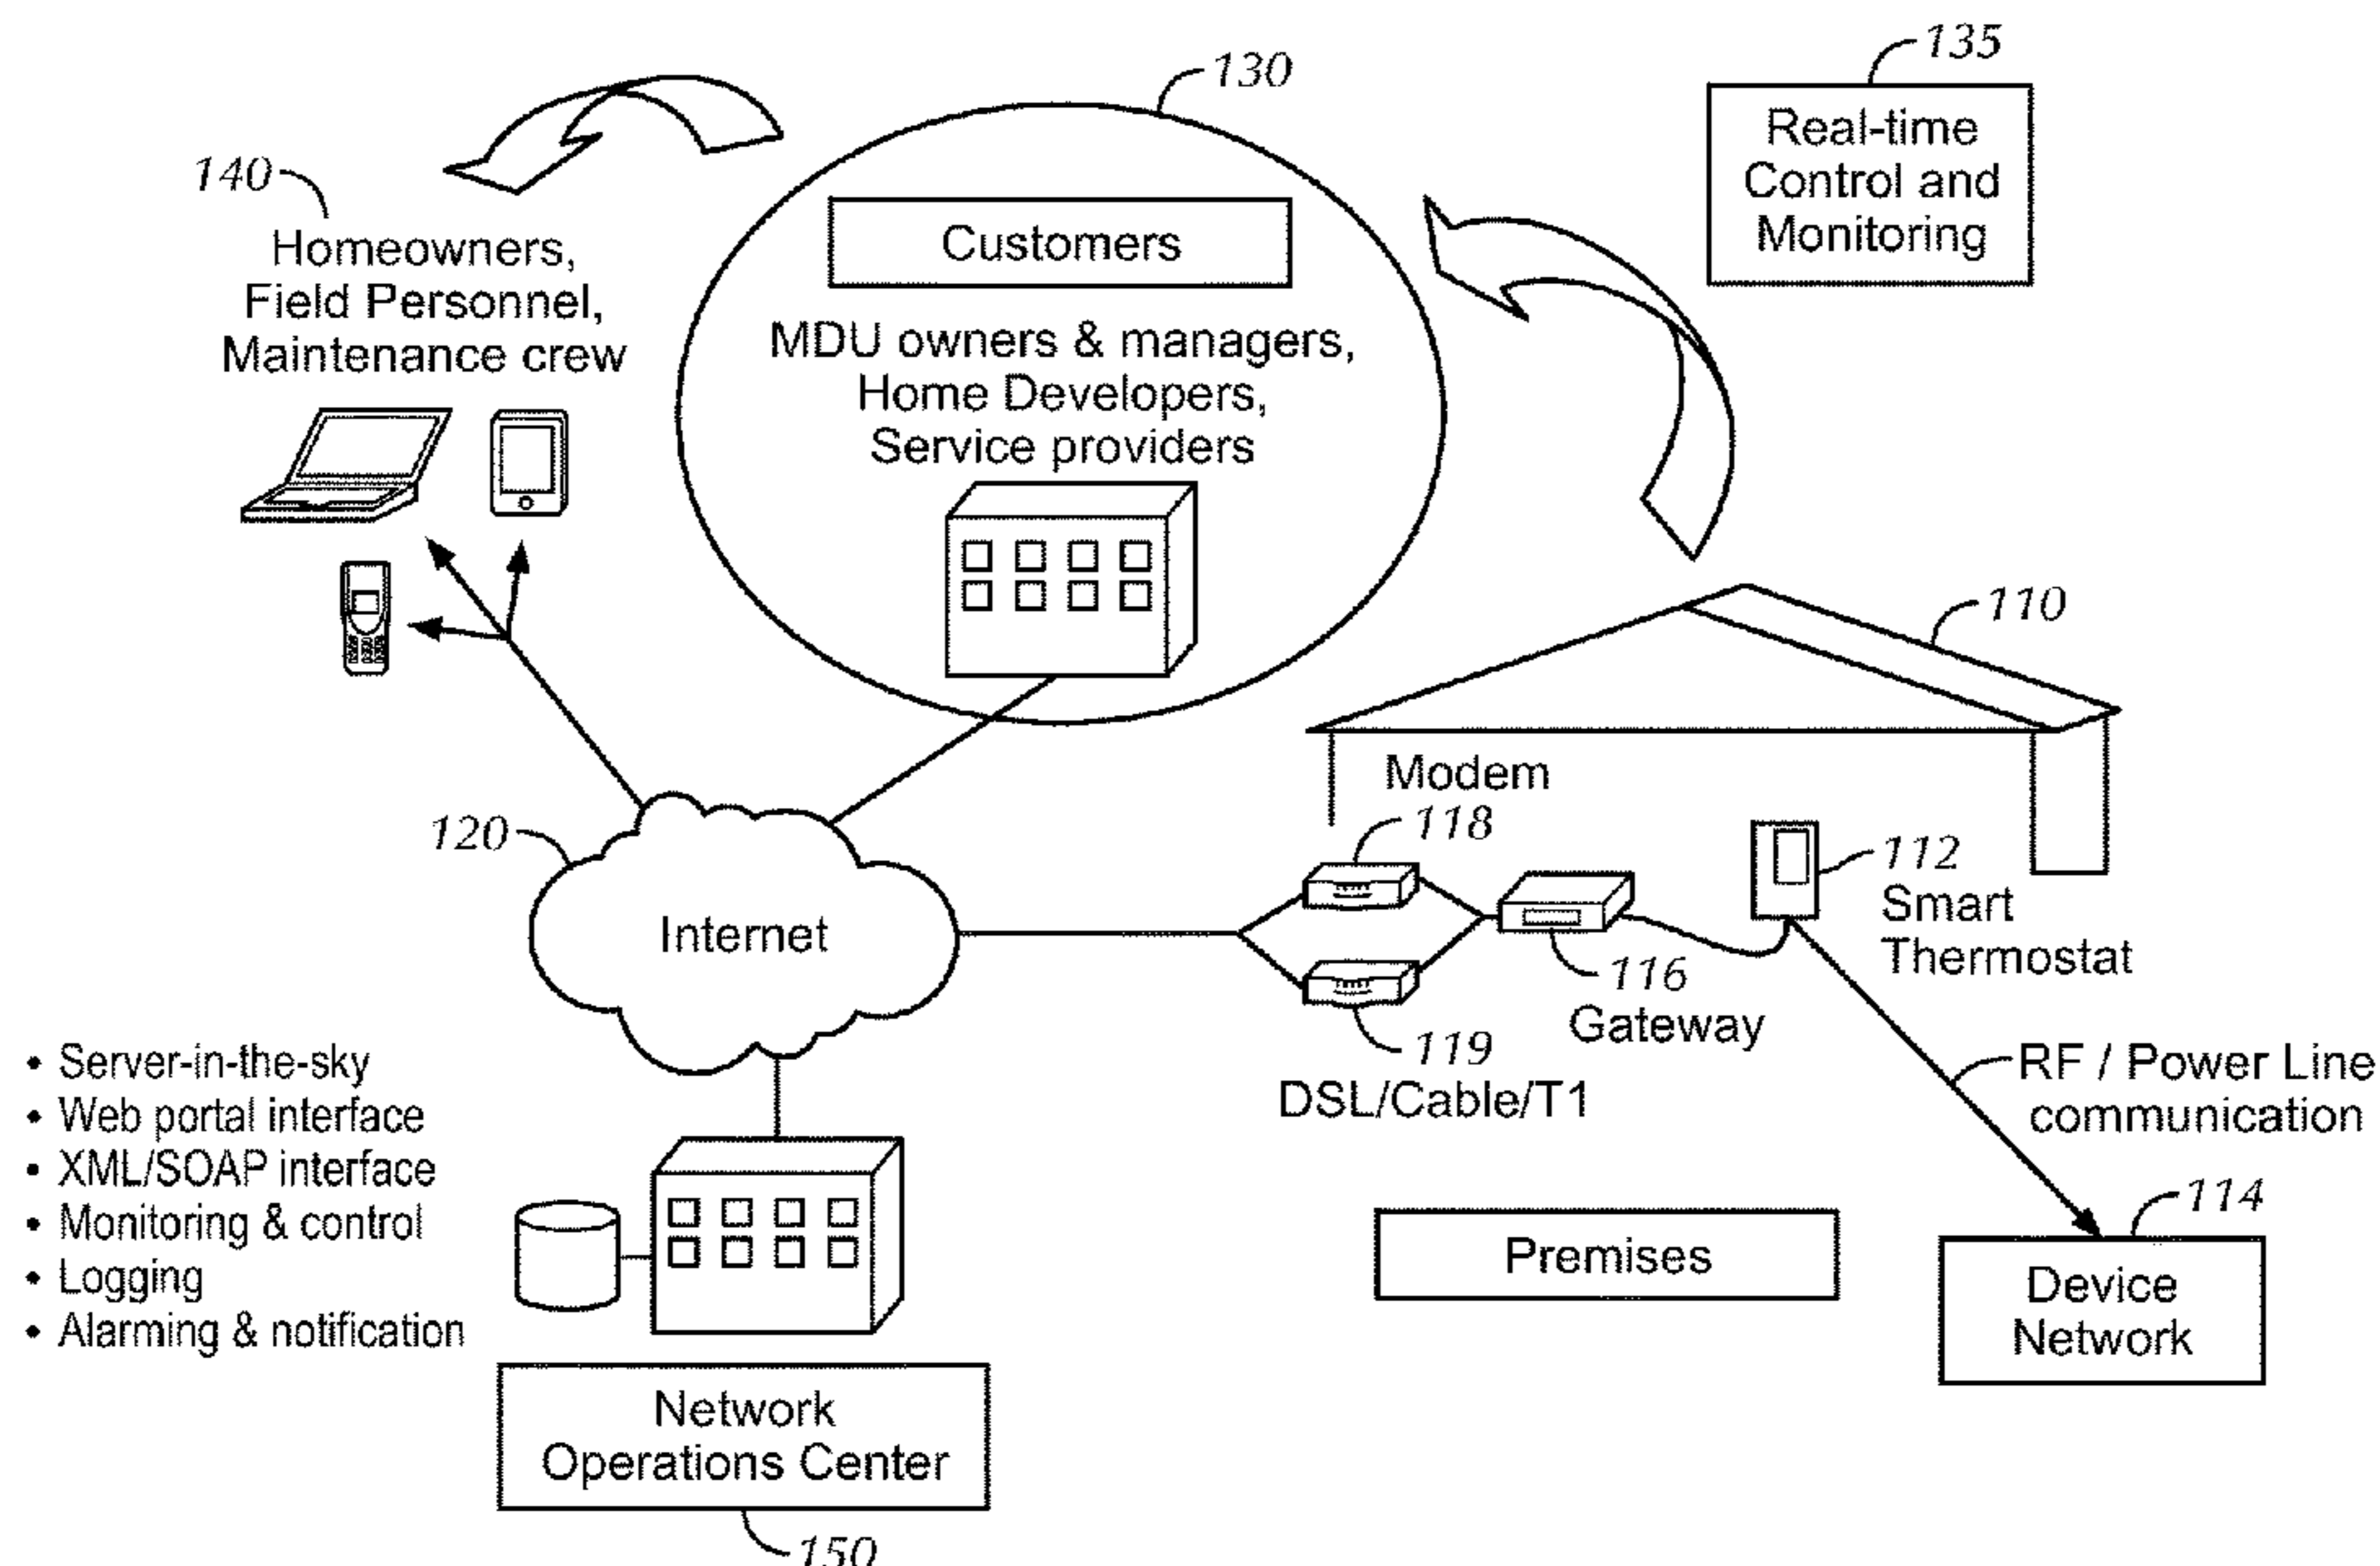 135
130
Real-time
Control and
Monitoring
140
Homeowners,
Field Personnel,
Maintenance crew
Customers
MDU owners & managers,
Home Developers,
Service providers
110
Modem
118
120
Internet
112
Smart
Thermostat
116
Gateway
119
DSL/Cable/T1
RF / Power Line
communication
• Server-in-the-sky
• Web portal interface
• XML/SOAP interface
• Monitoring & control
• Logging
• Alarming & notification
114
Premises
Device
Network
Network
Operations Center
150